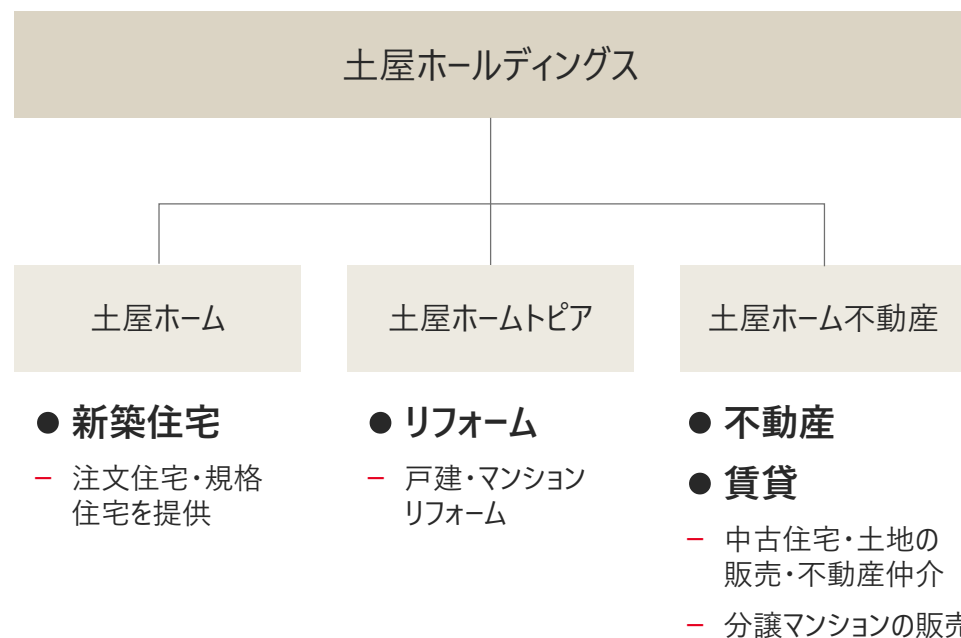 土屋ホールディングス
土屋ホーム
土屋ホームトピア
土屋ホーム不動産
● 新築住宅
− 注文住宅・規格
住宅を提供
● リフォーム
− 戸建・マンション
リフォーム
● 不動産
● 賃貸
− 中古住宅・土地の
販売・不動産仲介
− 分譲マンションの販売